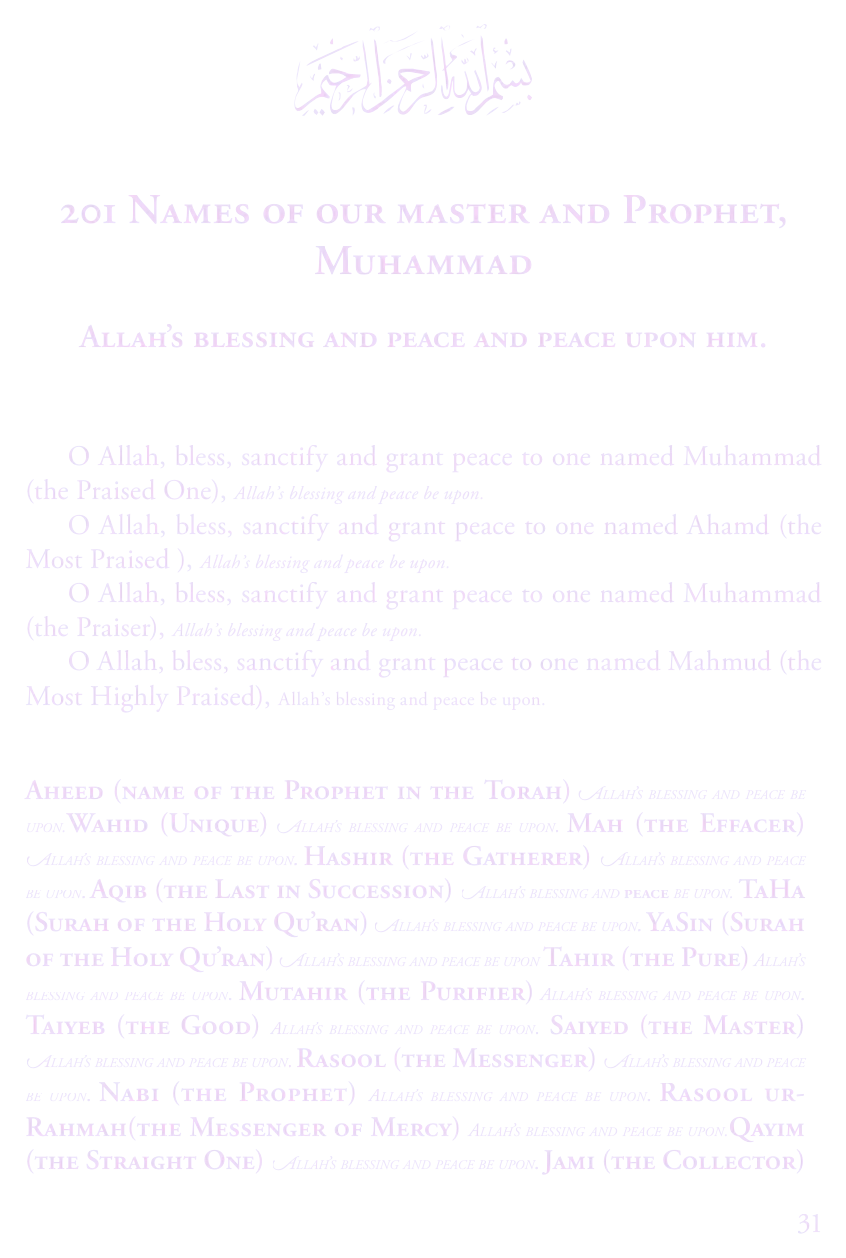 بسم الله الرحمن الرحيم
201 Names of our master and Prophet,
Muhammad
Allah's blessing and peace and peace upon him.
O Allah, bless, sanctify and grant peace to one named Muhammad
(the Praised One), Allah's blessing and peace be upon.
O Allah, bless, sanctify and grant peace to one named Ahamd (the
Most Praised ), Allah's blessing and peace be upon.
O Allah, bless, sanctify and grant peace to one named Muhammad
(the Praiser), Allah's blessing and peace be upon.
O Allah, bless, sanctify and grant peace to one named Mahmud (the
Most Highly Praised), Allah's blessing and peace be upon.
Aheed (name of the Prophet in the Torah) Allah's blessing and peace be
upon.Wahid (Unique) Allah's blessing and peace be upon. Mah (the Effacer)
Allah's blessing and peace be upon. Hashir (the Gatherer) Allah's blessing and peace
be upon. Aqib (the Last in Succession) Allah's blessing and peace be upon. TaHa
(Surah of the Holy Qu'ran) Allah's blessing and peace be upon. YaSin (Surah
of the Holy Qu'ran) Allah's blessing and peace be upon Tahir (the Pure) Allah's
blessing and peace be upon. Mutahir (the Purifier) Allah's blessing and peace be upon.
Taiyeb (the Good) Allah's blessing and peace be upon. Saiyed (the Master)
Allah's blessing and peace be upon. Rasool (the Messenger) Allah's blessing and peace
be upon. Nabi (the Prophet) Allah's blessing and peace be upon. Rasool ur-
Rahmah(the Messenger of Mercy) Allah's blessing and peace be upon.Qayim
(the Straight One) Allah's blessing and peace be upon. Jami (the Collector)
31